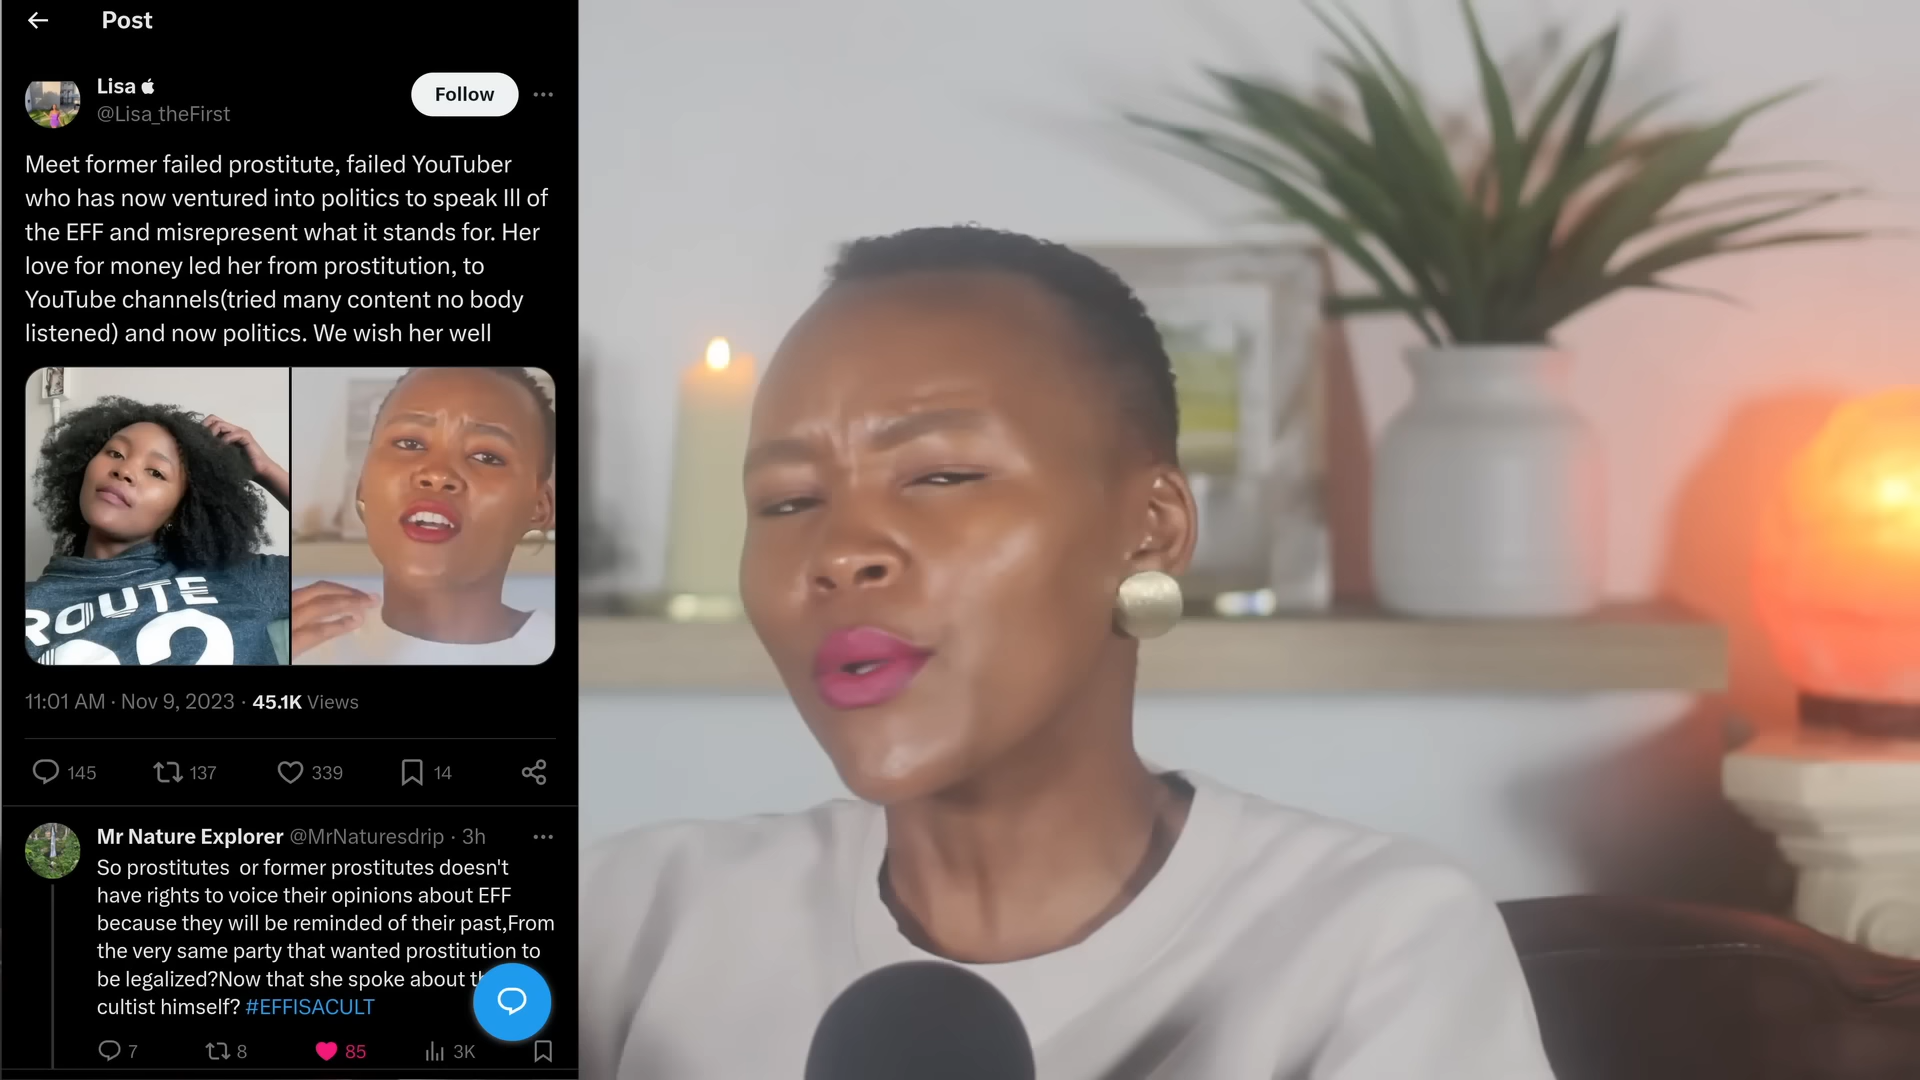 Post
Lisa
@Lisa_theFirst
Follow
Meet former failed prostitute, failed YouTuber
who has now ventured into politics to speak Ill of
the EFF and misrepresent what it stands for. Her
love for money led her from prostitution, to
YouTube channels(tried many content no body
listened) and now politics. We wish her well
ROUTE
11:01 AM · Nov 9, 2023 · 45.1K Views
145 137 339 14
Mr Nature Explorer @MrNaturesdrip · 3h
So prostitutes  or former prostitutes doesn't
have rights to voice their opinions about EFF
because they will be reminded of their past,From
the very same party that wanted prostitution to
be legalized?Now that she spoke about
cultist himself? #EFFISACULT
7 8 85 3K